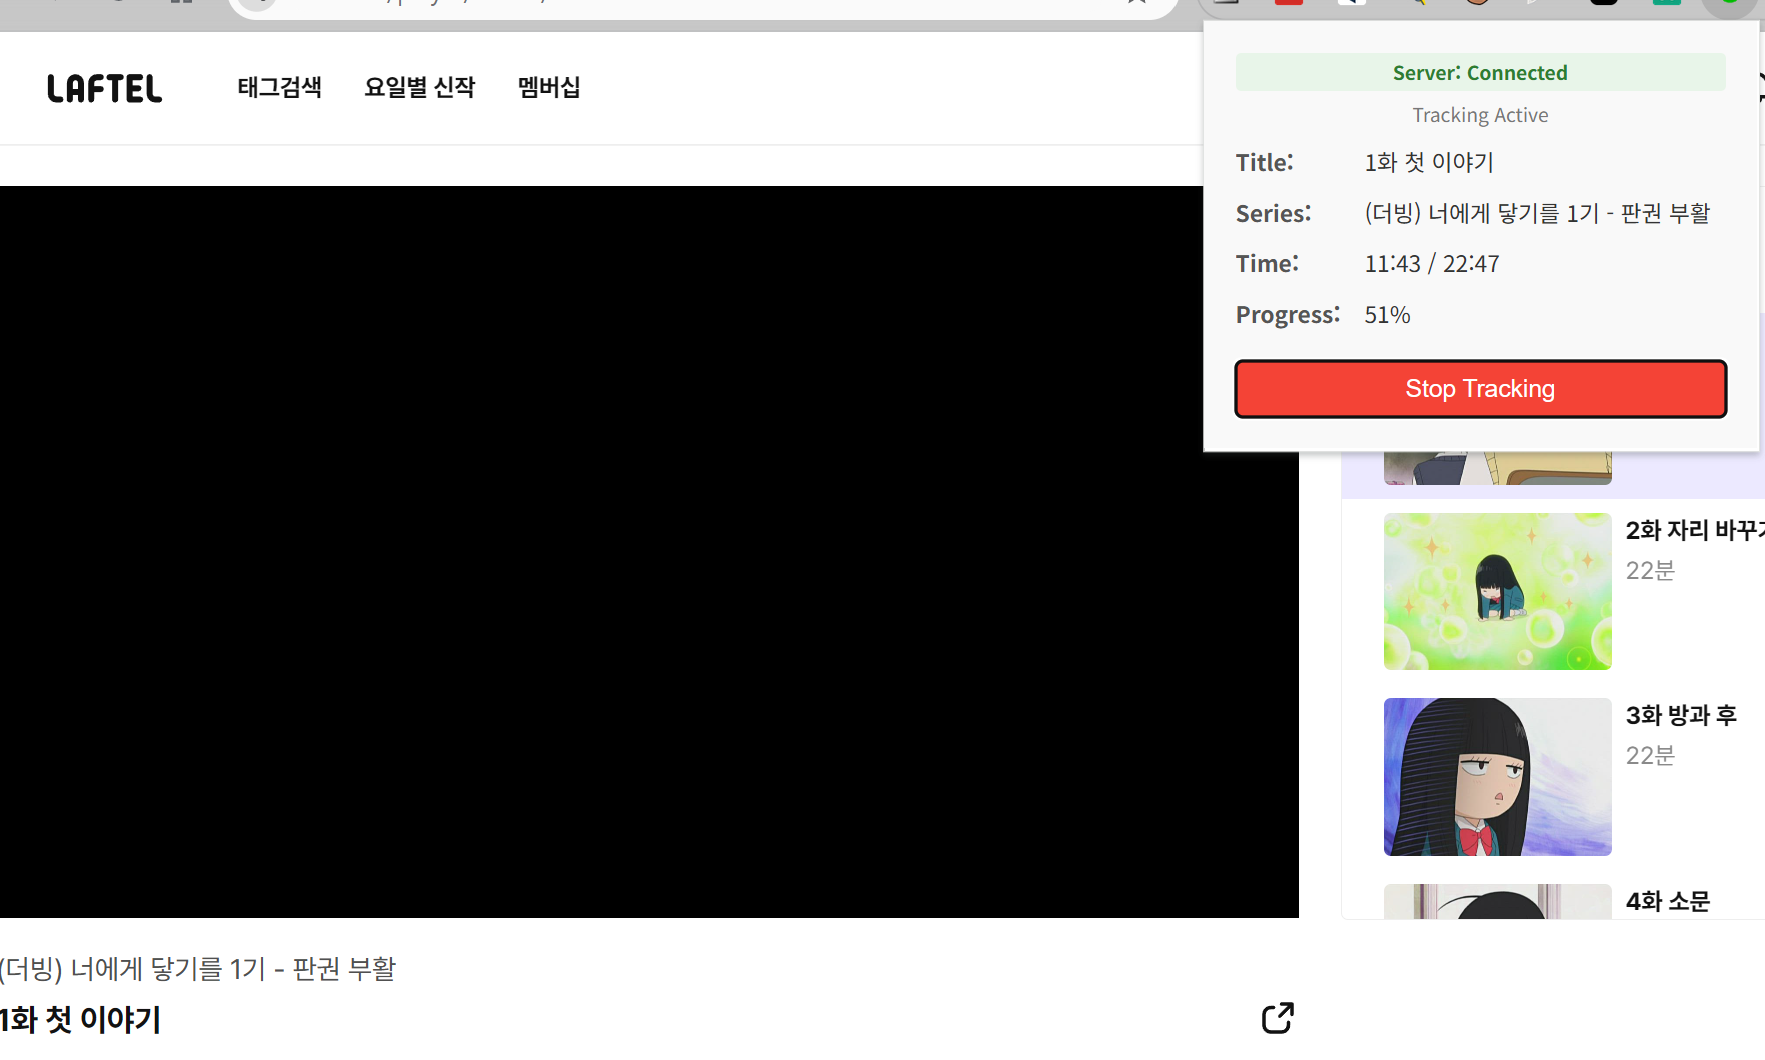 LAFTEL
태그검색
요일별 신작
멤버십
Server: Connected
Tracking Active
Title: 1화 첫 이야기
Series: (더빙) 너에게 닿기를 1기 - 판권 부활
Time: 11:43 / 22:47
Progress: 51%
Stop Tracking
2화 자리 바꾸
22분
3화 방과 후
22분
4화 소문
(더빙) 너에게 닿기를 1기 - 판권 부활
1화 첫 이야기